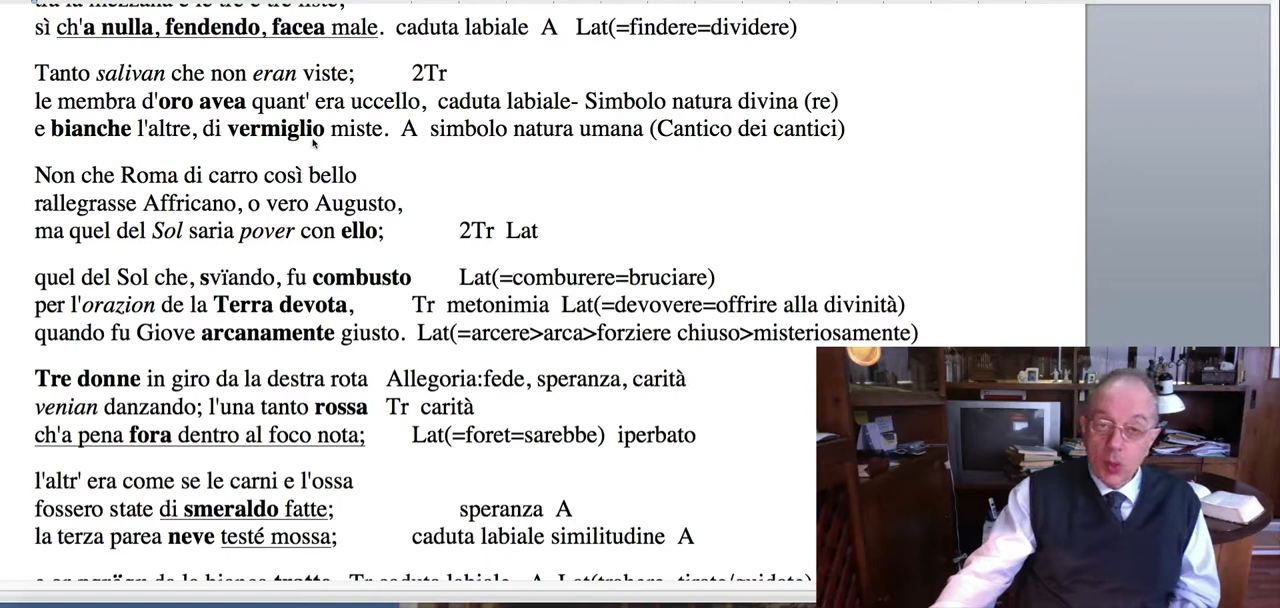 sì ch'a nulla, fendendo, facea male. caduta labiale A Lat(=findere=dividere)
Tanto salivan che non eran viste; 2Tr
le membra d'oro avea quant' era uccello, caduta labiale- Simbolo natura divina (re)
e bianche l'altre, di vermiglio miste. A simbolo natura umana (Cantico dei cantici)
Non che Roma di carro così bello
rallegrasse Affricano, o vero Augusto,
ma quel del Sol saria pover con ello; 2Tr Lat
quel del Sol che, svïando, fu combusto Lat(=comburere=bruciare)
per l'orazion de la Terra devota, Tr metonimia Lat(=devovere=offrire alla divinità)
quando fu Giove arcanamente giusto. Lat(=arcere>arca>forziere chiuso>misteriosamente)
Tre donne in giro da la destra rota Allegoria:fede, speranza, carità
venian danzando; l'una tanto rossa Tr carità
ch'a pena fora dentro al foco nota; Lat(=foret=sarebbe) iperbato
l'altr' era come se le carni e l'ossa
fossero state di smeraldo fatte; speranza A
la terza parea neve testé mossa; caduta labiale similitudine A